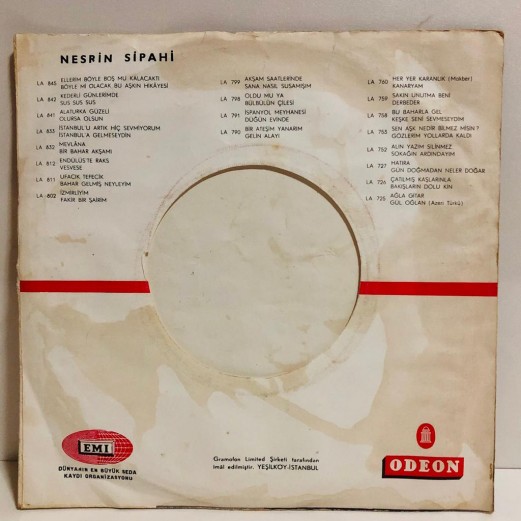 NESRİN SİPAHİ
LA 845 ELLERİM BÖYLE BOŞ MU KALACAKTI
BÖYLE Mİ OLACAK BU AŞKIN HİKÂYESİ
LA 842 KEDERLİ GÜNLERİMDE
SUS SUS SUS
LA 841 ALATURKA GÜZELİ
OLURSA OLSUN
LA 833 İSTANBUL'U ARTIK HİÇ SEVMİYORUM
İSTANBUL'A GELMESEYDİN
LA 832 MEVLÂNA
BİR BAHAR AKŞAMI
LA 812 ENDÜLÜS'TE RAKS
VESVESE
LA 811 UFACIK TEFECİK
BAHAR GELMİŞ NEYLEYİM
LA 802 İZMİRLİYİM
FAKİR BİR ŞAİRİM
LA 799 AKŞAM SAATLERİNDE
SANA NASIL SUSAMIŞIM
LA 798 OLDU MU YA
BÜLBÜLÜN ÇİLESİ
LA 791 İSPANYOL MEYHANESİ
DÜĞÜN EVİNDE
LA 790 BİR ATEŞİM YANARIM
GELİN ALAYI
LA 760 HER YER KARANLIK (Makber)
KANARYAM
LA 759 SAKIN UNUTMA BENİ
DERBEDER
LA 758 BU BAHARLA GEL
KEŞKE SENİ SEVMESEYDİM
LA 753 SEN AŞK NEDİR BİLMEZ MİSİN ?
GÖZLERİM YOLLARDA KALDI
LA 752 ALIN YAZIM SİLİNMEZ
SOKAĞIN ARDINDAYIM
LA 727 HATIRA
GÜN DOĞMADAN NELER DOĞAR
LA 726 ÇATILMIŞ KAŞLARINLA
BAKIŞLARIN DOLU KİN
LA 725 AĞLA GİTAR
GÜL OĞLAN (Azeri Türkü)
EMI
DÜNYANIN EN BÜYÜK SEDA
KAYDI ORGANİZASYONU
Gramofon Limited Şirketi tarafından
imâl edilmiştir. YEŞİLKÖY-İSTANBUL
ODEON